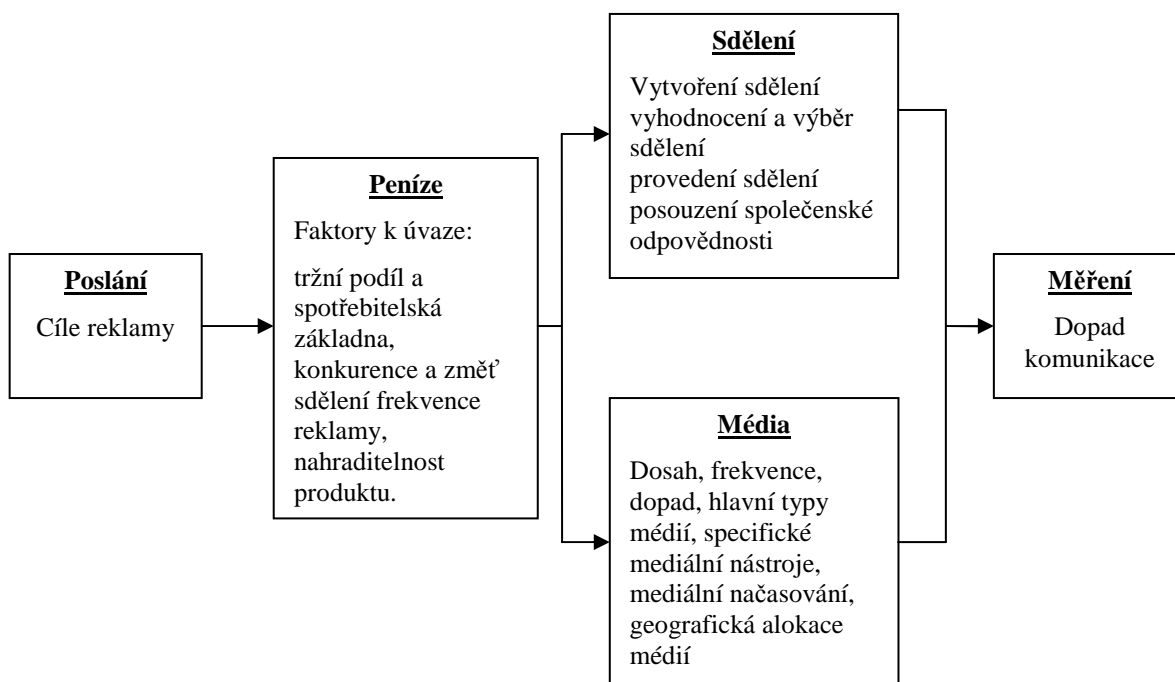 Poslání
Cíle reklamy
Peníze
Faktory k úvaze:
tržní podíl a
spotřebitelská
základna,
konkurence a změť
sdělení frekvence
reklamy,
nahraditelnost
produktu.
Sdělení
Vytvoření sdělení
vyhodnocení a výběr
sdělení
provedení sdělení
posouzení společenské
odpovědnosti
Média
Dosah, frekvence,
dopad, hlavní typy
médií, specifické
mediální nástroje,
mediální načasování,
geografická alokace
médií
Měření
Dopad
komunikace